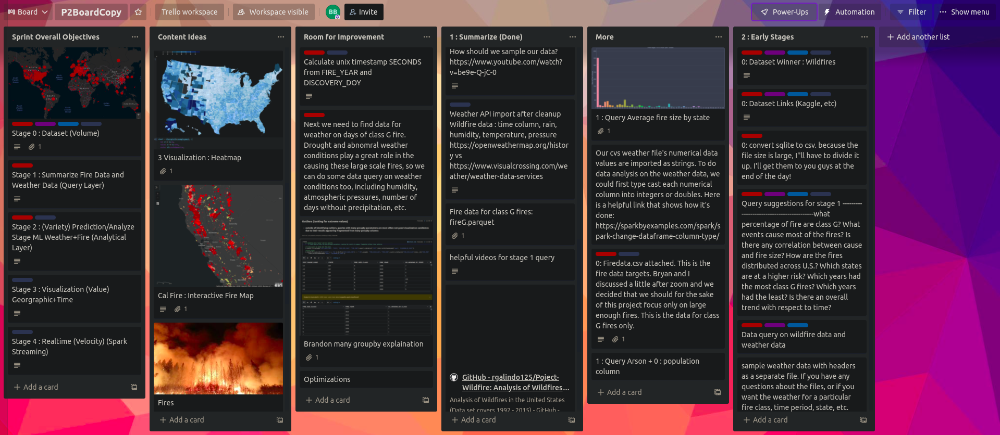 Board
P2BoardCopy
Trello workspace
Workspace visible
BB
Invite
Power-Ups
Automation
Filter
Show menu
Sprint Overall Objectives
Stage 0 : Dataset (Volume)
1
Stage 1 : Summarize Fire Data and
Weather Data (Query Layer)
Stage 2 : (Variety) Prediction/Analyze
Stage ML Weather+Fire (Analytical
Layer)
Stage 3 : Visualization (Value)
Georgraphic+Time
Stage 4 : Realtime (Velocity) (Spark
Streaming)
Add a card
Content Ideas
3 Visualization : Heatmap
1
esri
Cal Fire : Interactive Fire Map
1
Fires
Add a card
Room for Improvement
Calculate unix timestamp SECONDS
from FIRE_YEAR and
DISCOVERY_DOY
Next we need to find data for
weather on days of class G fire.
Drought and abnomral weather
conditions play a great role in the
causing these large scale fires, so we
can do some data query on weather
conditions too, including humidity,
atmospheric pressures, number of
days without precipitation, etc.
Outliers (looking for extreme values)
Brandon many groupby explaination
1
Optimizations
Add a card
1 : Summarize (Done)
How should we sample our data?
https://www.youtube.com/watch?
v=be9e-Q-jC-0
Weather API import after cleanup
Wildfire data : time column, rain,
humidity, temperature, pressure
https://openweathermap.org/histor
y vs
https://www.visualcrossing.com/we
ather/weather-data-services
Fire data for class G fires:
fireG.parquet
1
helpful videos for stage 1 query
GitHub - rgalindo125/Poject-
Wildfire: Analysis of Wildfires...
Analysis of Wildfires in the United States
(Data set covers 1992 - 2015) - GitHub -
Add a card
More
1 : Query Average fire size by state
1
Our cvs weather file's numerical data
values are imported as strings. To do
data analysis on the weather data, we
could first type cast each numerical
column into integers or doubles. Here
is a helpful link that shows how it's
done:
https://sparkbyexamples.com/spark/s
park-change-dataframe-column-type/
0: Firedata.csv attached. This is the
fire data targets. Bryan and I
discussed a little after zoom and we
decided that we should for the sake
of this project focus only on large
enough fires. This is the data for class
G fires only.
1
1 : Query Arson + 0 : population
column
Add a card
2 : Early Stages
0: Dataset Winner : Wildfires
0: Dataset Links (Kaggle, etc)
0: convert sqlite to csv. because the
file size is large, I''ll have to divide it
up. I'll get them to you guys at the
end of the day!
Query suggestions for stage 1 ---------
----------------------------------what
percentage of fire are class G? What
events cause most of the fires? Is
there any correlation between cause
and fire size? How are the fires
distributed across U.S.? Which states
are at a higher risk? Which years had
the most class G fires? Which years
had the least? Is there an overall
trend with respect to time?
Data query on wildfire data and
weather data
sample weather data with headers
as a separate file. If you have any
questions about the files, or if you
want the weather for a particular
fire class, time period, state, etc.
Add a card
Add another list